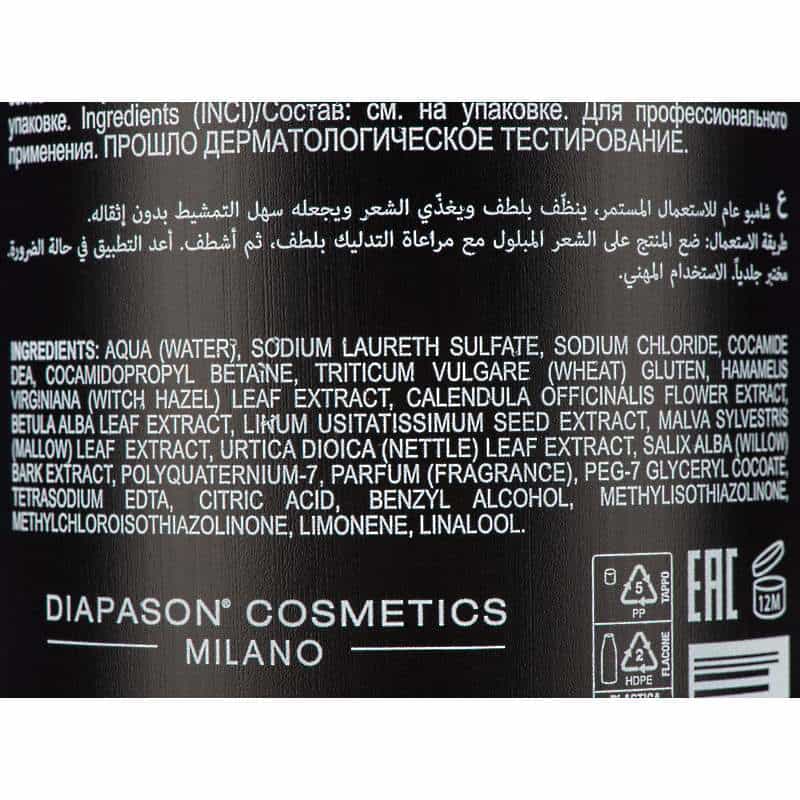 упаковке. Ingredients (INCI)/Состав: см. на упаковке. Для профессионального
применения. ПРОШЛО ДЕРМАТОЛОГИЧЕСКОЕ ТЕСТИРОВАНИЕ.
ع شامبو عام للاستعمال المستمر، ينظّف بلطف ويغذّي الشعر ويجعله سهل التمشيط بدون إثقاله.
طريقة الاستعمال: ضع المنتج على الشعر المبلول مع مراعاة التدليك بلطف، ثم أشطف. أعد التطبيق في حالة الضرورة.
مختبر جلدياً. الاستخدام المهني.
INGREDIENTS: AQUA (WATER), SODIUM LAURETH SULFATE, SODIUM CHLORIDE, COCAMIDE
DEA, COCAMIDOPROPYL BETAINE, TRITICUM VULGARE (WHEAT) GLUTEN, HAMAMELIS
VIRGINIANA (WITCH HAZEL) LEAF EXTRACT, CALENDULA OFFICINALIS FLOWER EXTRACT,
BETULA ALBA LEAF EXTRACT, LINUM USITATISSIMUM SEED EXTRACT, MALVA SYLVESTRIS
(MALLOW) LEAF EXTRACT, URTICA DIOICA (NETTLE) LEAF EXTRACT, SALIX ALBA (WILLOW)
BARK EXTRACT, POLYQUATERNIUM-7, PARFUM (FRAGRANCE), PEG-7 GLYCERYL COCOATE,
TETRASODIUM EDTA, CITRIC ACID, BENZYL ALCOHOL, METHYLISOTHIAZOLINONE,
METHYLCHLOROISOTHIAZOLINONE, LIMONENE, LINALOOL.
DIAPASON® COSMETICS
MILANO
5
PP
TAPPO
2
HDPE
FLACONE
PLASTICA
EAC
12M